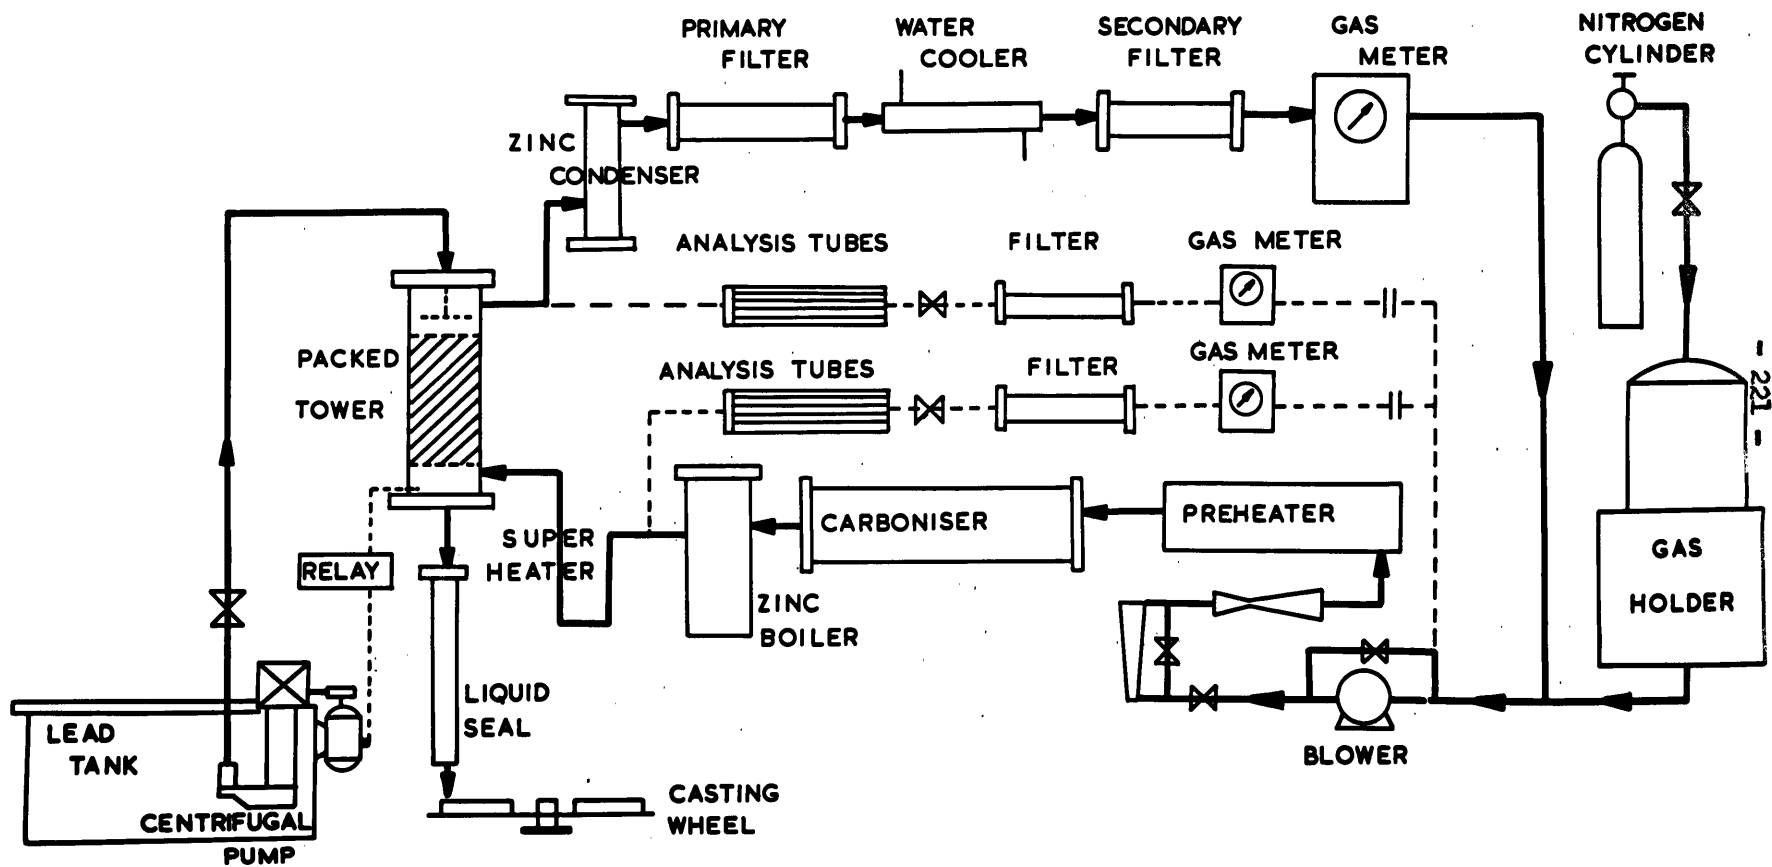 PRIMARY
FILTER
WATER
COOLER
SECONDARY
FILTER
GAS
METER
NITROGEN
CYLINDER
ZINC
CONDENSER
ANALYSIS TUBES
FILTER
GAS METER
PACKED
TOWER
ANALYSIS TUBES
FILTER
GAS METER
- 221 -
SUPER
HEATER
CARBONISER
PREHEATER
GAS
HOLDER
RELAY
ZINC
BOILER
LIQUID
SEAL
LEAD
TANK
BLOWER
CENTRIFUGAL
PUMP
CASTING
WHEEL